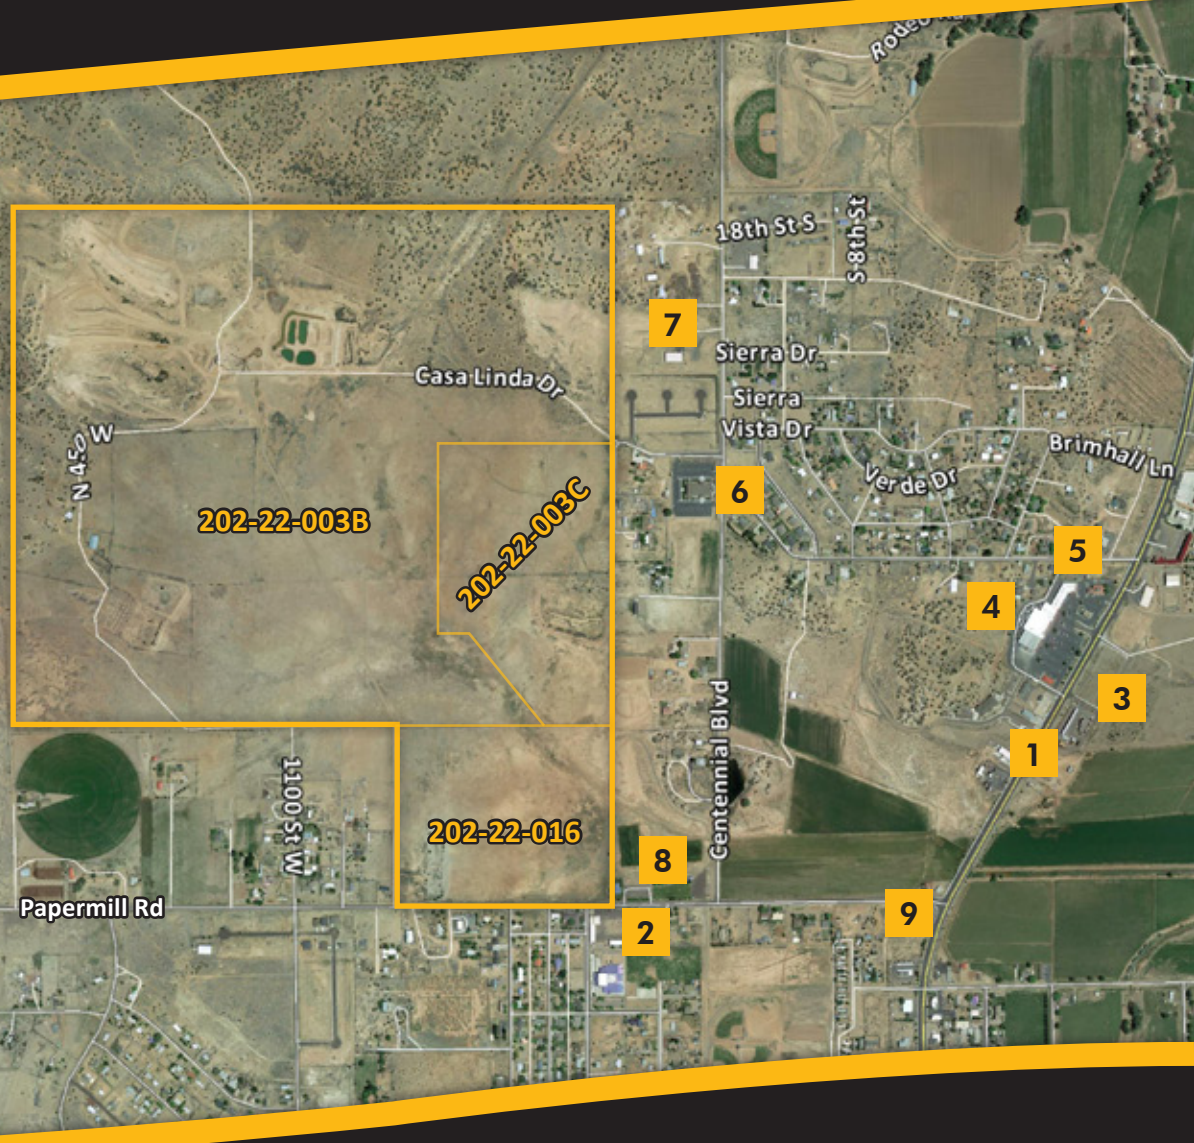 Rodeo
18th St S
S 8th St
7
Sierra Dr
Casa Linda Dr
Sierra
Vista Dr
N 450 W
Brimhall Ln
Verde Dr
6
202-22-003B
202-22-003C
5
4
3
Centennial Blvd
1
1100 St W
202-22-016
8
Papermill Rd
9
2